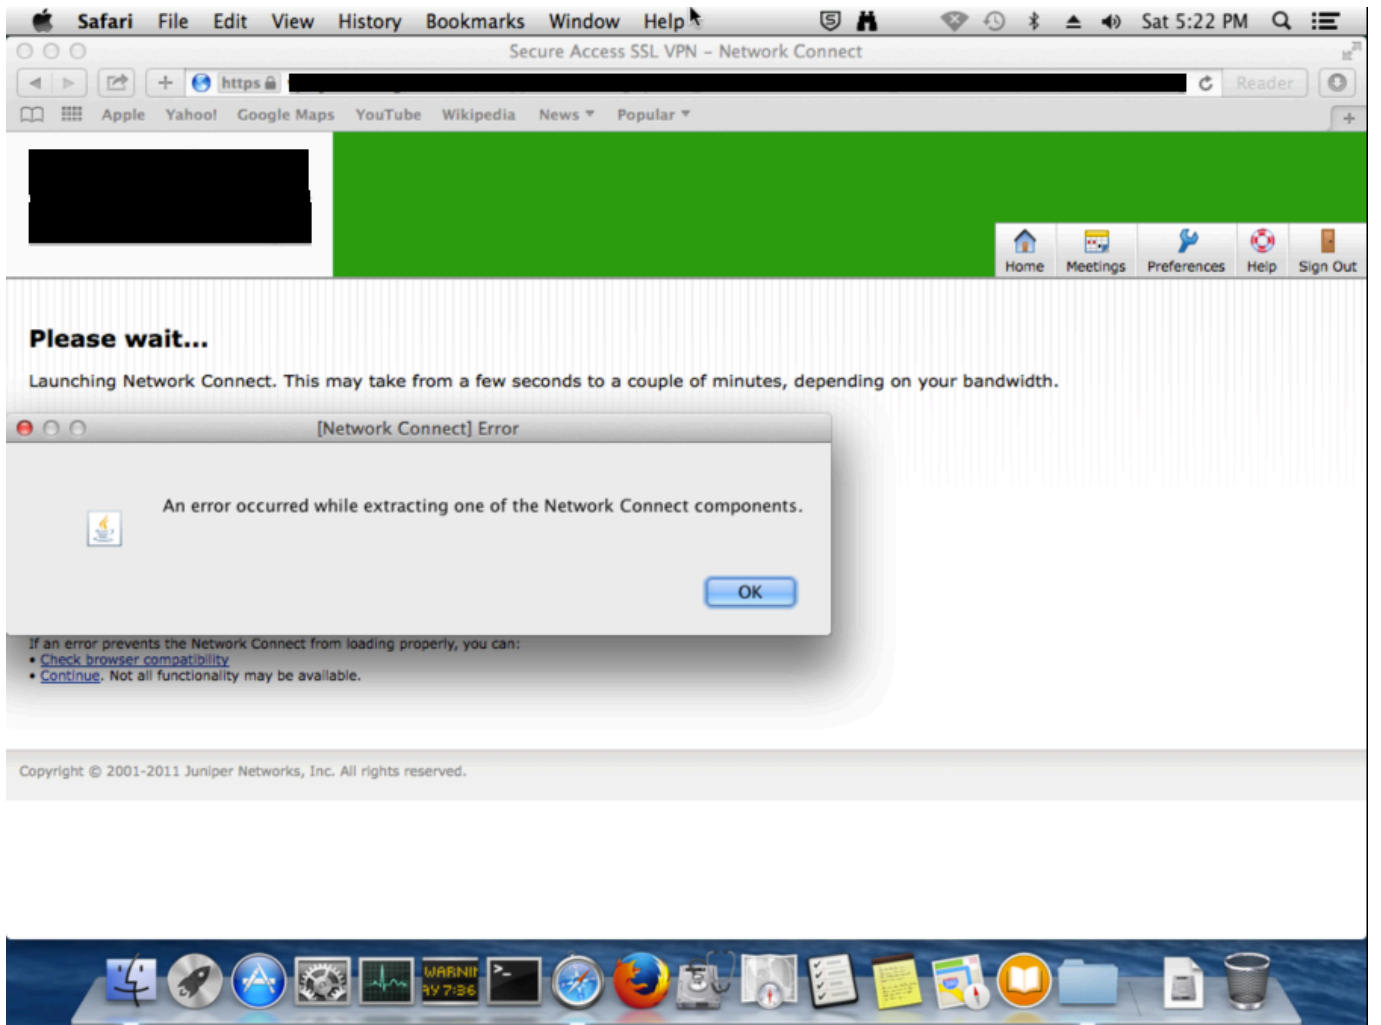 Safari File Edit View History Bookmarks Window Help Sat 5:22 PM
Secure Access SSL VPN – Network Connect
https Reader
Apple Yahoo! Google Maps YouTube Wikipedia News Popular
Home Meetings Preferences Help Sign Out
Please wait...
Launching Network Connect. This may take from a few seconds to a couple of minutes, depending on your bandwidth.
[Network Connect] Error
An error occurred while extracting one of the Network Connect components.
OK
If an error prevents the Network Connect from loading properly, you can:
• Check browser compatibility
• Continue. Not all functionality may be available.
Copyright © 2001-2011 Juniper Networks, Inc. All rights reserved.
WARNIN
AY 7:36